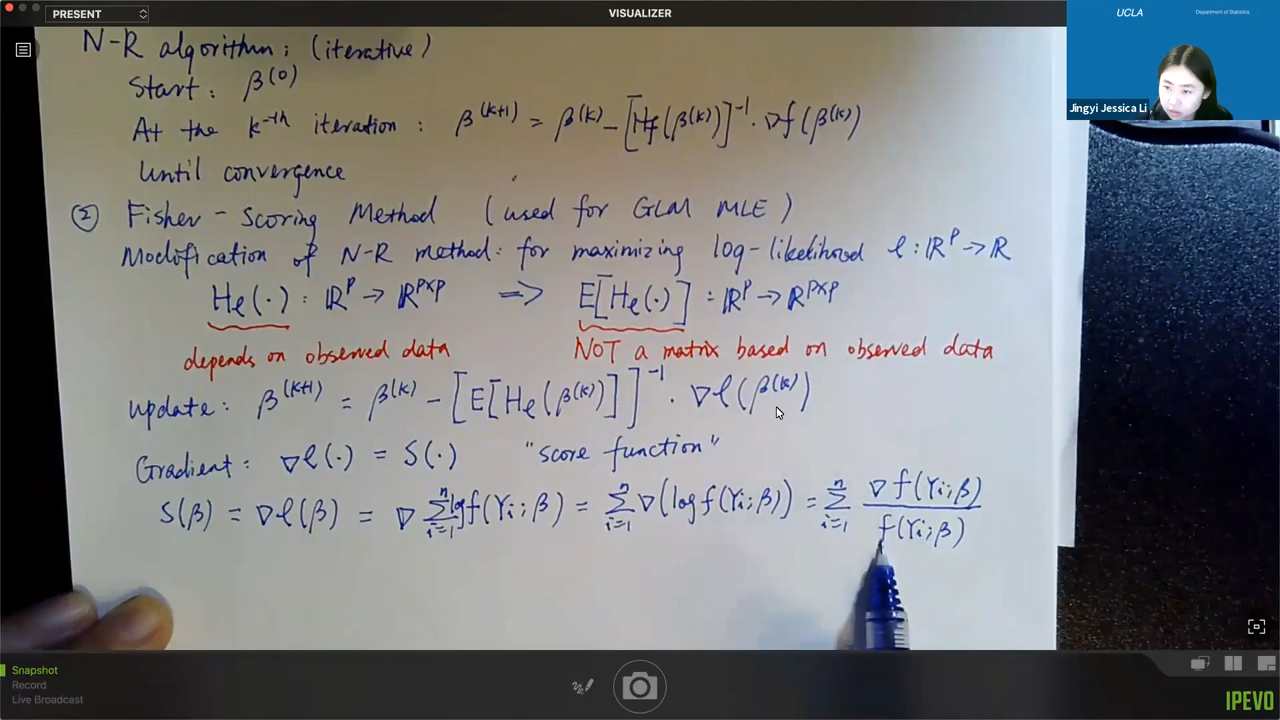 PRESENT
VISUALIZER
UCLA
Department of Statistics
Jingyi Jessica Li
N-R algorithm: (iterative)
Start: β^(0)
At the k-th iteration: β^(k+1) = β^(k) - [Hf(β^(k))]^-1 · ∇f(β^(k))
Until convergence
② Fisher-Scoring Method (used for GLM MLE)
Modification of N-R method: for maximizing log-likelihood ℓ: ℝ^p → ℝ
Hℓ(·): ℝ^p → ℝ^p×p ⇒ E[Hℓ(·)]: ℝ^p → ℝ^p×p
depends on observed data NOT a matrix based on observed data
update: β^(k+1) = β^(k) - [E[Hℓ(β^(k))]]^-1 · ∇ℓ(β^(k))
Gradient: ∇ℓ(·) = S(·) "score function"
S(β) = ∇ℓ(β) = ∇ Σ_{i=1}^n log f(Yi;β) = Σ_{i=1}^n ∇(log f(Yi;β)) = Σ_{i=1}^n ∇f(Yi;β) / f(Yi;β)
Snapshot
Record
Live Broadcast
IPEVO